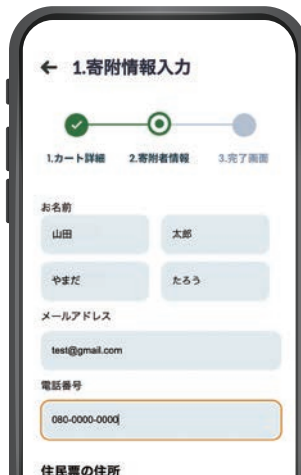 ← 1.寄附情報入力
1.カート詳細 2.寄附者情報 3.完了画面
お名前
山田 太郎
やまだ たろう
メールアドレス
test@gmail.com
電話番号
080-0000-0000
住民票の住所